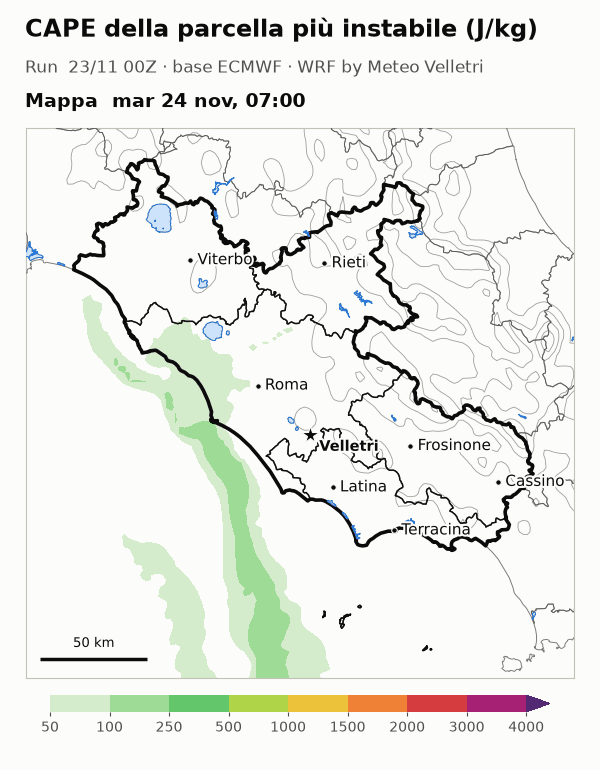 CAPE della parcella più instabile (J/kg)
Run  23/11 00Z · base ECMWF · WRF by Meteo Velletri
Mappa  mar 24 nov, 07:00
Viterbo
Rieti
Roma
Velletri
Frosinone
Cassino
Latina
Terracina
50 km
50 100 250 500 1000 1500 2000 3000 4000